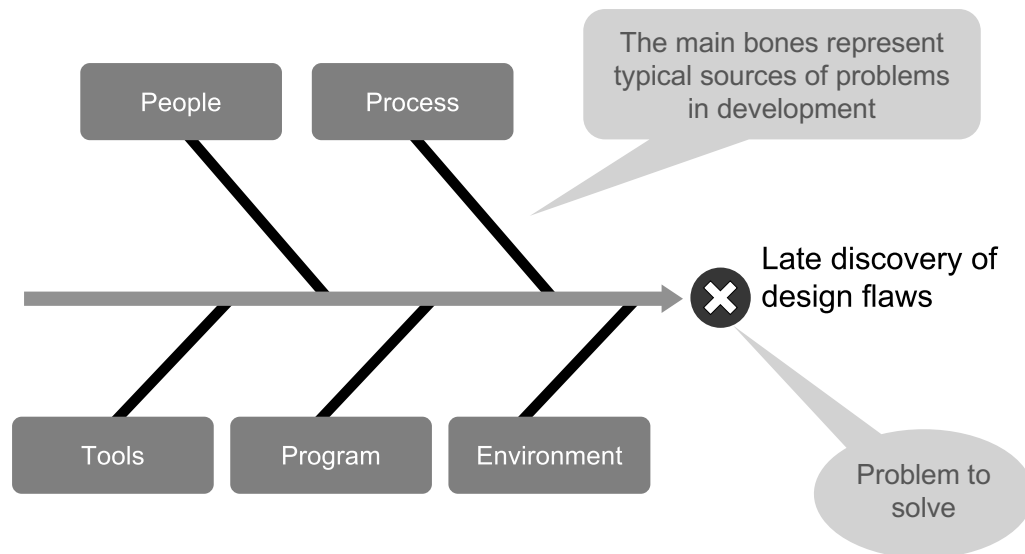 The main bones represent
typical sources of problems
in development
People
Process
Late discovery of
design flaws
Tools
Program
Environment
Problem to
solve